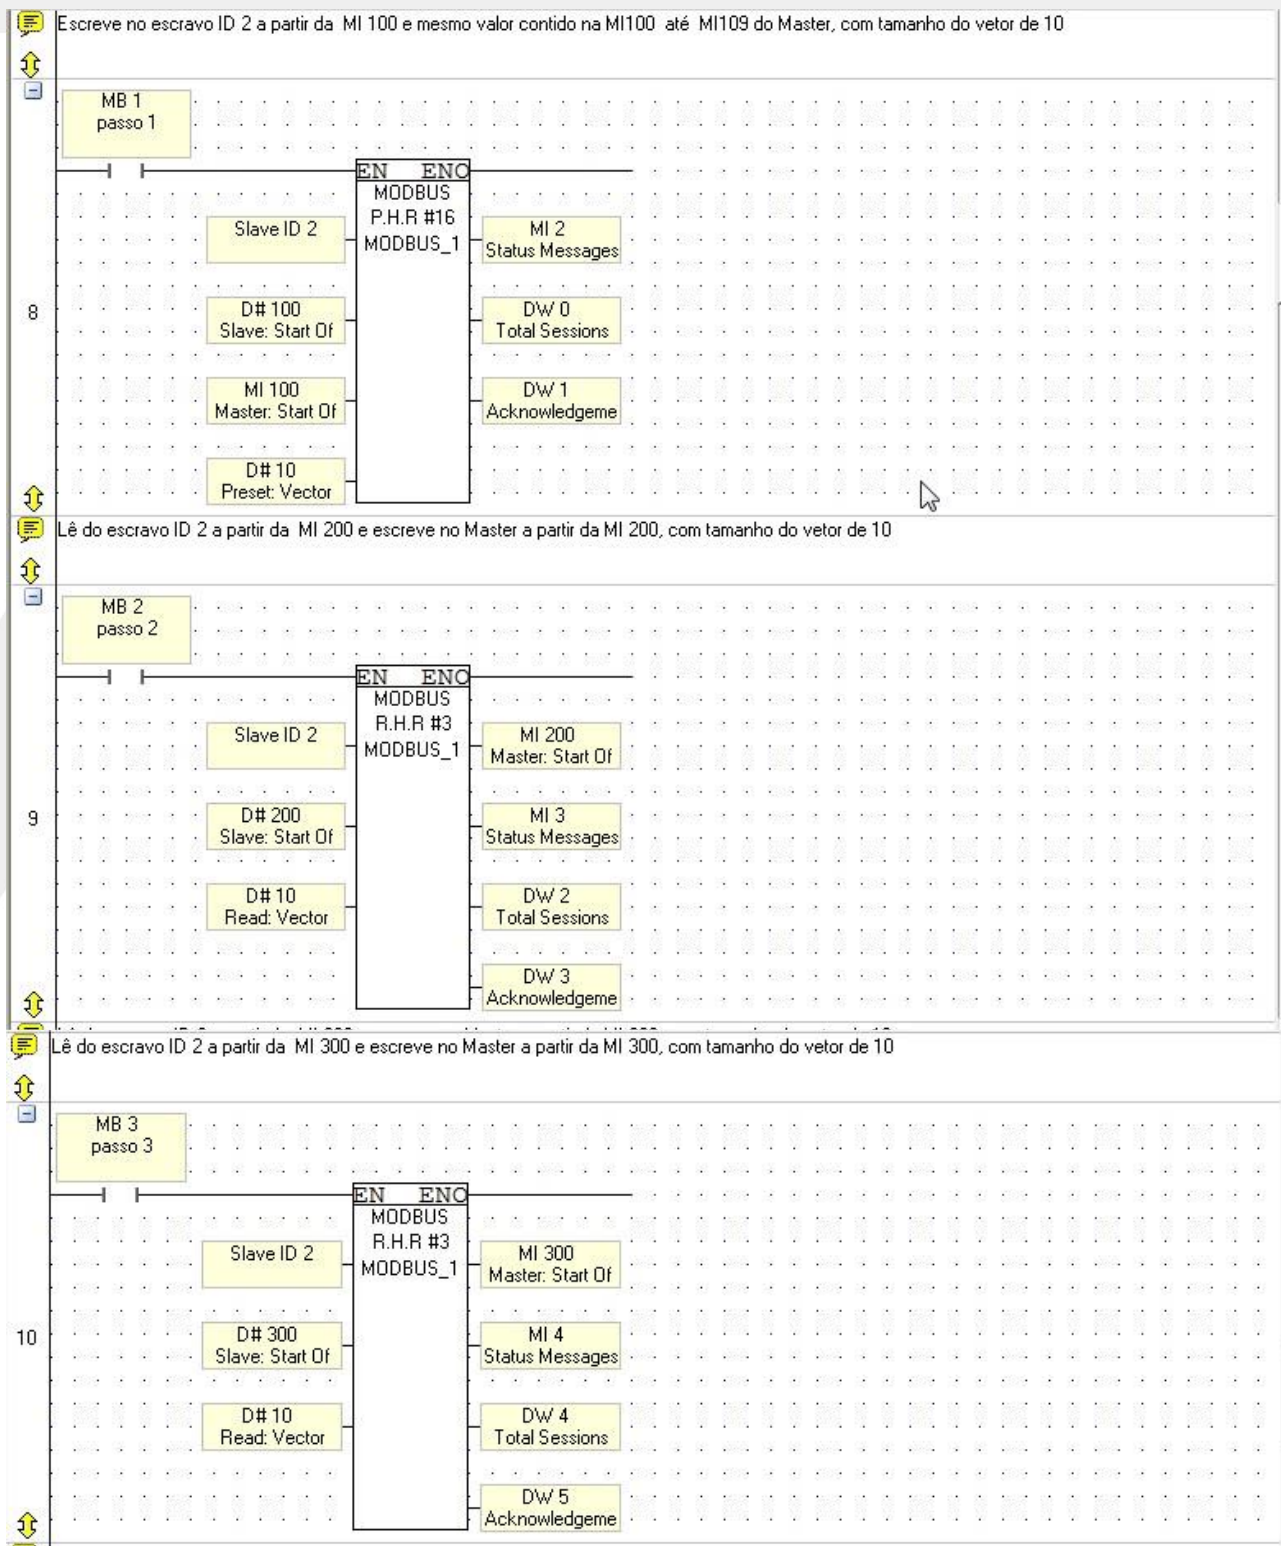 Escreve no escravo ID 2 a partir da MI 100 e mesmo valor contido na MI100 até MI109 do Master, com tamanho do vetor de 10
MB 1
passo 1
EN ENO
MODBUS
P.H.R #16
MODBUS_1
Slave ID 2
MI 2
Status Messages
8
D# 100
Slave: Start Of
DW 0
Total Sessions
MI 100
Master: Start Of
DW 1
Acknowledgeme
D# 10
Preset: Vector
Lê do escravo ID 2 a partir da MI 200 e escreve no Master a partir da MI 200, com tamanho do vetor de 10
MB 2
passo 2
EN ENO
MODBUS
R.H.R #3
MODBUS_1
Slave ID 2
MI 200
Master: Start Of
9
D# 200
Slave: Start Of
MI 3
Status Messages
D# 10
Read: Vector
DW 2
Total Sessions
DW 3
Acknowledgeme
Lê do escravo ID 2 a partir da MI 300 e escreve no Master a partir da MI 300, com tamanho do vetor de 10
MB 3
passo 3
EN ENO
MODBUS
R.H.R #3
MODBUS_1
Slave ID 2
MI 300
Master: Start Of
10
D# 300
Slave: Start Of
MI 4
Status Messages
D# 10
Read: Vector
DW 4
Total Sessions
DW 5
Acknowledgeme